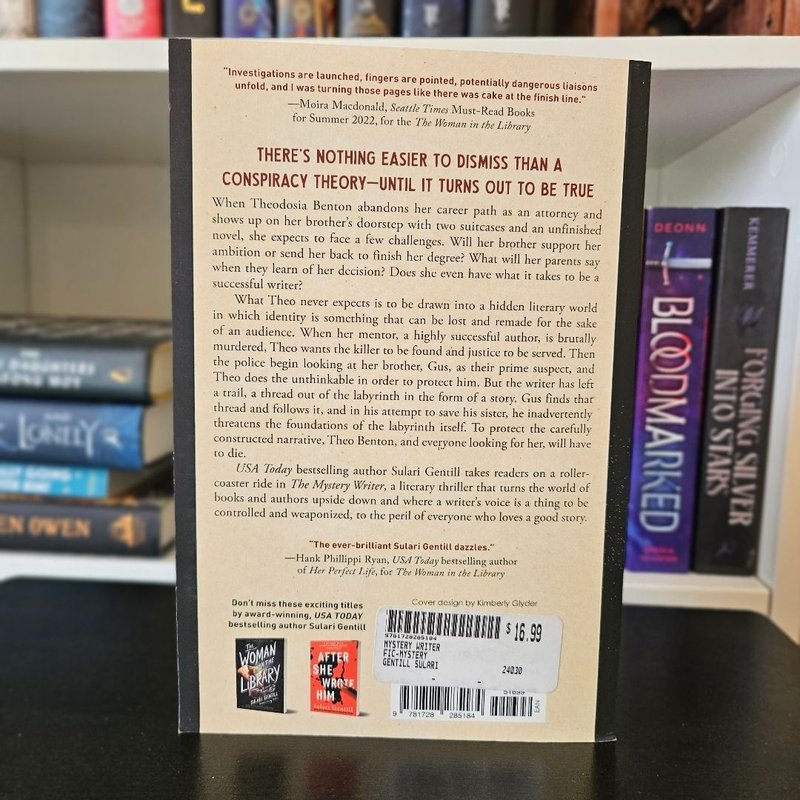 "Investigations are launched, fingers are pointed, potentially dangerous liaisons
unfold, and I was turning those pages like there was cake at the finish line."
—Moira Macdonald, Seattle Times Must-Read Books
for Summer 2022, for the The Woman in the Library
THERE'S NOTHING EASIER TO DISMISS THAN A
CONSPIRACY THEORY—UNTIL IT TURNS OUT TO BE TRUE
When Theodosia Benton abandons her career path as an attorney and
shows up on her brother's doorstep with two suitcases and an unfinished
novel, she expects to face a few challenges. Will her brother support her
ambition or send her back to finish her degree? What will her parents say
when they learn of her decision? Does she even have what it takes to be a
successful writer?
What Theo never expects is to be drawn into a hidden literary world
in which identity is something that can be lost and remade for the sake
of an audience. When her mentor, a highly successful author, is brutally
murdered, Theo wants the killer to be found and justice to be served. Then
the police begin looking at her brother, Gus, as their prime suspect, and
Theo does the unthinkable in order to protect him. But the writer has left
a trail, a thread out of the labyrinth in the form of a story. Gus finds that
thread and follows it, and in his attempt to save his sister, he inadvertently
threatens the foundations of the labyrinth itself. To protect the carefully
constructed narrative, Theo Benton, and everyone looking for her, will have
to die.
USA Today bestselling author Sulari Gentill takes readers on a roller-
coaster ride in The Mystery Writer, a literary thriller that turns the world of
books and authors upside down and where a writer's voice is a thing to be
controlled and weaponized, to the peril of everyone who loves a good story.
"The ever-brilliant Sulari Gentill dazzles."
—Hank Phillippi Ryan, USA Today bestselling author
of Her Perfect Life, for The Woman in the Library
Don't miss these exciting titles
by award-winning, USA TODAY
bestselling author Sulari Gentill
THE
WOMAN
IN THE
LIBRARY
SULARI GENTILL
AFTER
SHE
WROTE
HIM
Sulari Gentill
Cover design by Kimberly Glyder
$16.99
9781728285184
MYSTERY WRITER
FIC-MYSTERY
GENTILL SULARI
24030
51699
9 781728 285184
EAN
DEONN
BLOODMARKED
KEMMERER
FORGING SILVER
INTO STARS
DAUGHTERS
LONELY
EN OWEN